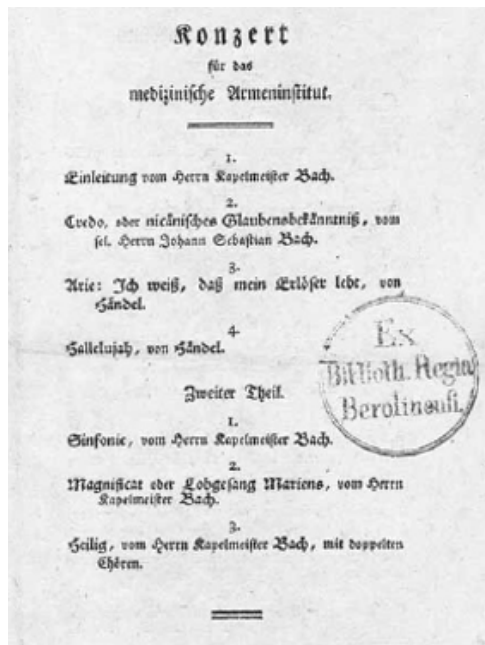 Konzert
für das
medizinische Armeninstitut.
1.
Einleitung vom Herrn Kapelmeister Bach.
2.
Credo, oder nicänisches Glaubensbekänntniß, vom
sel. Herrn Johann Sebastian Bach.
3.
Arie: Ich weiß, daß mein Erlöser lebt, von
Händel.
4.
Hallelujah, von Händel.
Zweiter Theil.
1.
Sinfonie, vom Herrn Kapelmeister Bach.
2.
Magnificat oder Lobgesang Mariens, vom Herrn
Kapelmeister Bach.
3.
Heilig, vom Herrn Kapelmeister Bach, mit doppelten
Chören.
Ex
Biblioth. Regia
Berolinensi.